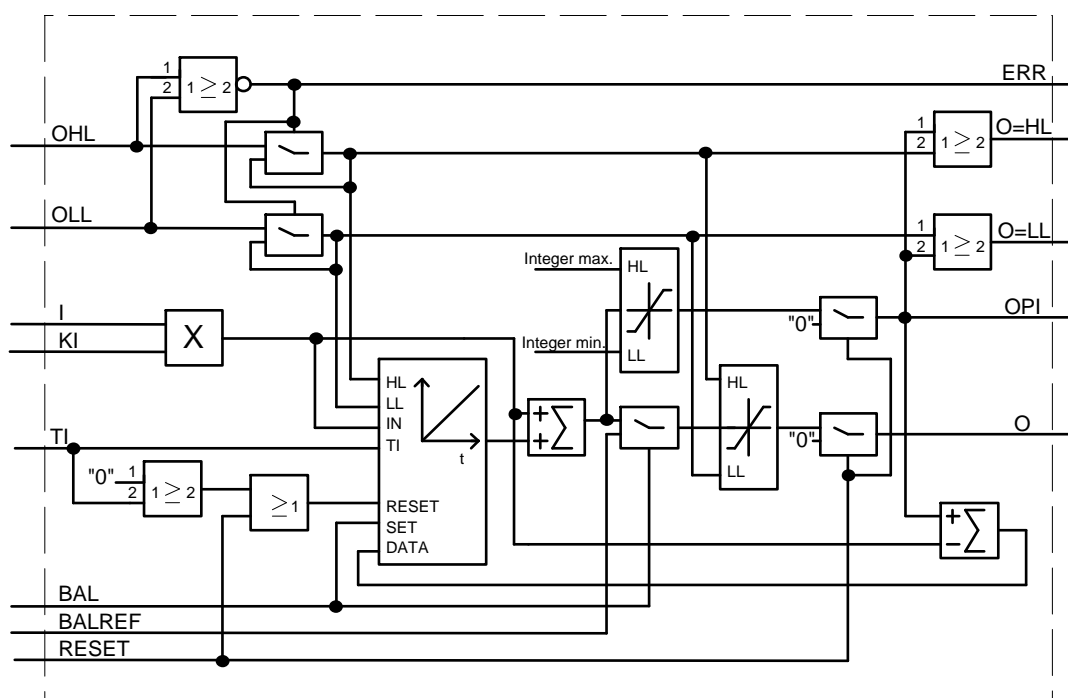 ERR
1
2
1 ≥ 2
OHL
1
2
1 ≥ 2
O=HL
OLL
1
2
1 ≥ 2
O=LL
Integer max.
HL
I
"0"
OPI
KI
X
Integer min.
LL
HL
LL
IN
TI
t
+
+
Σ
HL
LL
"0"
O
TI
"0"
1
2
1 ≥ 2
≥1
RESET
SET
DATA
+
−
Σ
BAL
BALREF
RESET